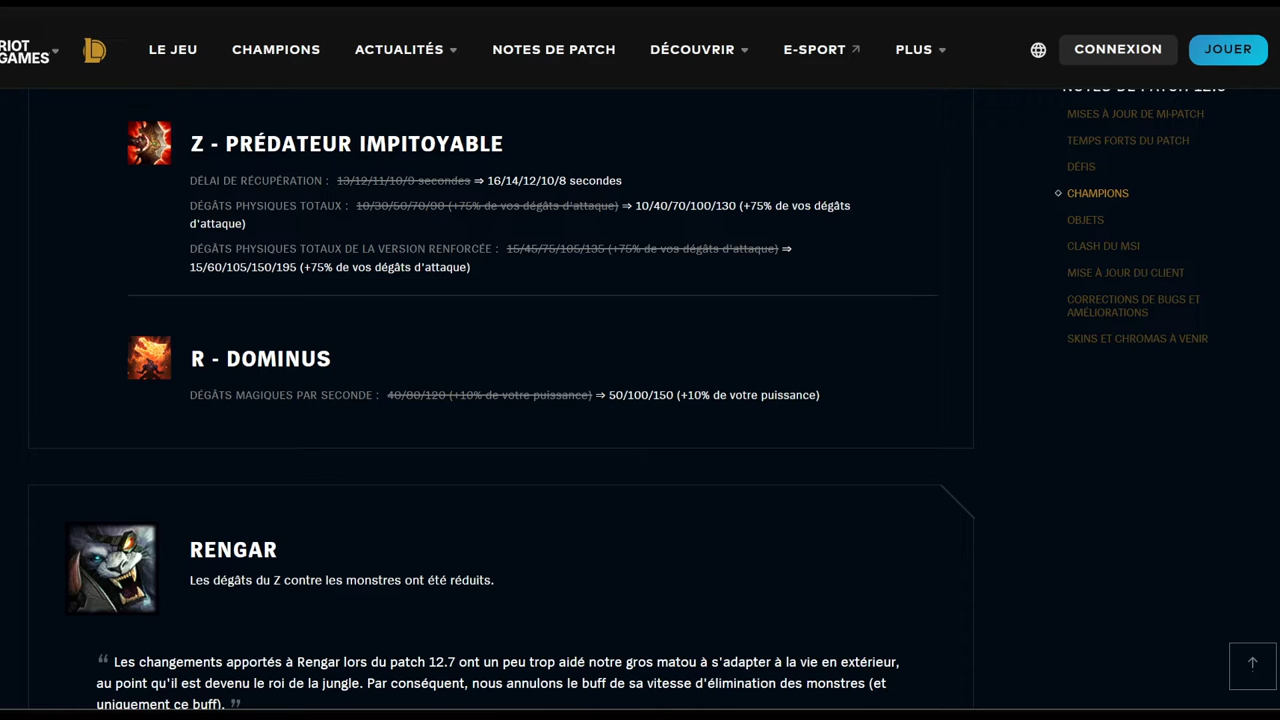 RIOT GAMES
LE JEU
CHAMPIONS
ACTUALITÉS
NOTES DE PATCH
DÉCOUVRIR
E-SPORT
PLUS
CONNEXION
JOUER
Z - PRÉDATEUR IMPITOYABLE
DÉLAI DE RÉCUPÉRATION : 13/12/11/10/9 secondes ⇒ 16/14/12/10/8 secondes
DÉGÂTS PHYSIQUES TOTAUX : 10/30/50/70/90 (+75% de vos dégâts d'attaque) ⇒ 10/40/70/100/130 (+75% de vos dégâts
d'attaque)
DÉGÂTS PHYSIQUES TOTAUX DE LA VERSION RENFORCÉE : 15/45/75/105/135 (+75% de vos dégâts d'attaque) ⇒
15/60/105/150/195 (+75% de vos dégâts d'attaque)
R - DOMINUS
DÉGÂTS MAGIQUES PAR SECONDE : 40/80/120 (+10% de votre puissance) ⇒ 50/100/150 (+10% de votre puissance)
RENGAR
Les dégâts du Z contre les monstres ont été réduits.
“ Les changements apportés à Rengar lors du patch 12.7 ont un peu trop aidé notre gros matou à s'adapter à la vie en extérieur,
au point qu'il est devenu le roi de la jungle. Par conséquent, nous annulons le buff de sa vitesse d'élimination des monstres (et
uniquement ce buff). ”
NOTES DE PATCH
MISES À JOUR DE MI-PATCH
TEMPS FORTS DU PATCH
DÉFIS
CHAMPIONS
OBJETS
CLASH DU MSI
MISE À JOUR DU CLIENT
CORRECTIONS DE BUGS ET
AMÉLIORATIONS
SKINS ET CHROMAS À VENIR